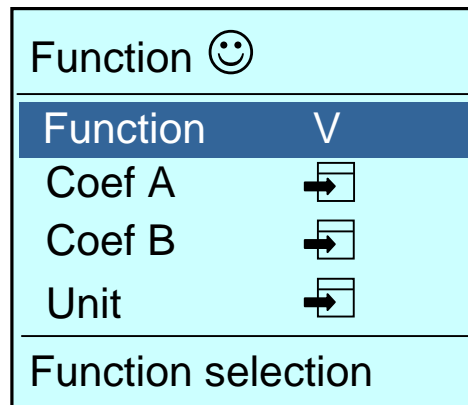 Function ☺
Function V
Coef A
Coef B
Unit
Function selection